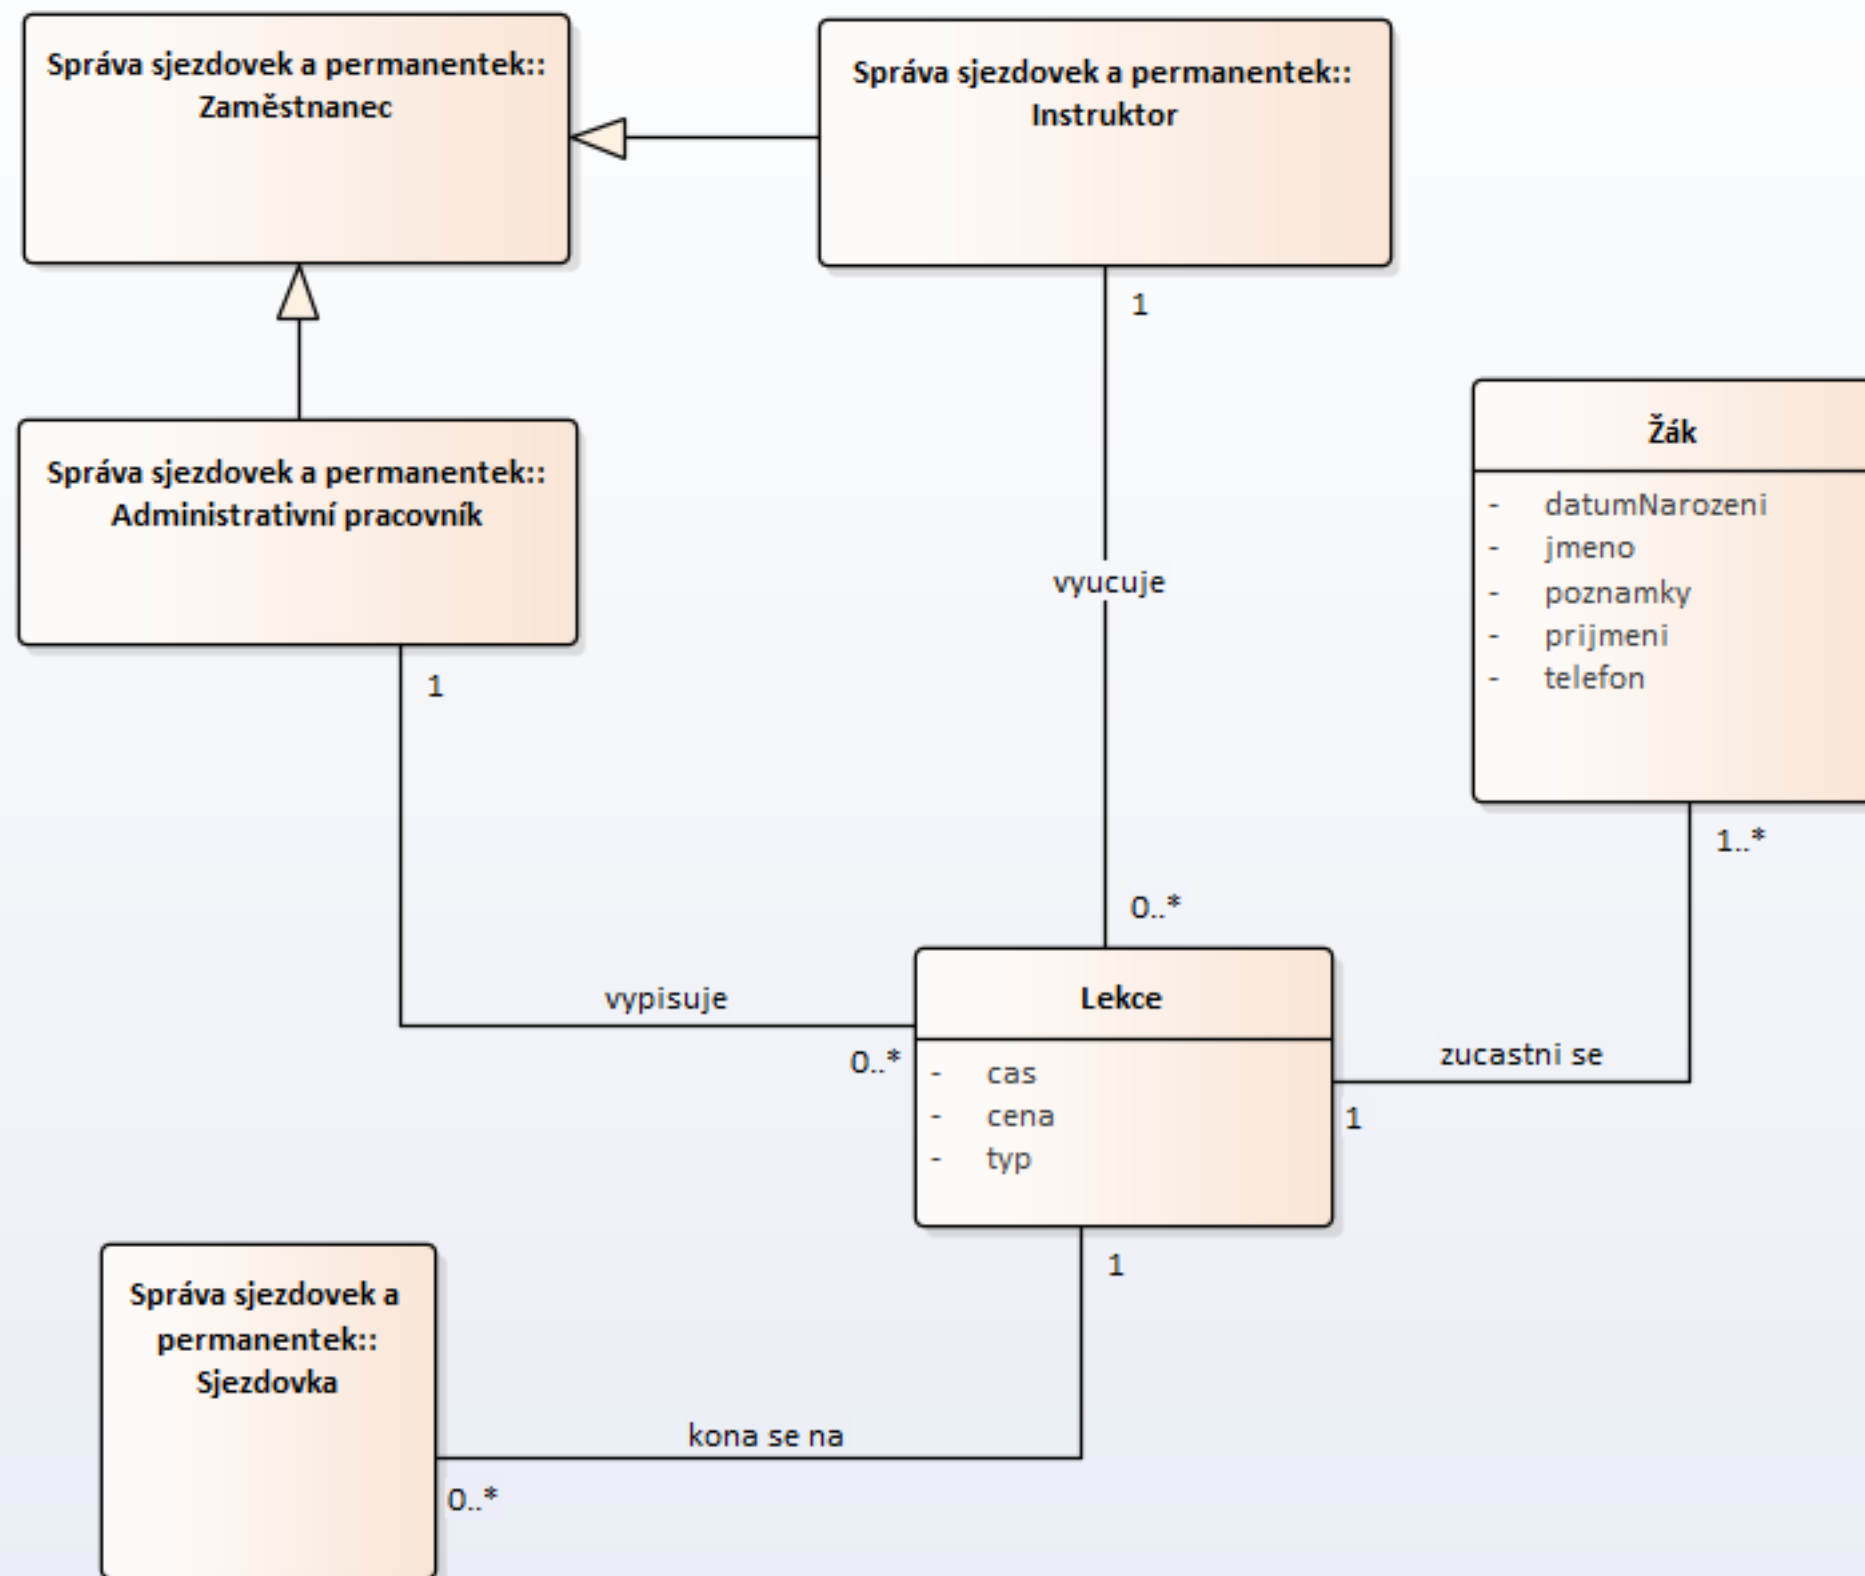 Správa sjezdovek a permanentek::
Zaměstnanec
Správa sjezdovek a permanentek::
Instruktor
1
Správa sjezdovek a permanentek::
Administrativní pracovník
1
Žák
- datumNarozeni
- jmeno
- poznamky
- prijmeni
- telefon
1..*
vyucuje
0..*
vypisuje
0..*
Lekce
- cas
- cena
- typ
zucastni se
1
1
Správa sjezdovek a
permanentek::
Sjezdovka
kona se na
0..*